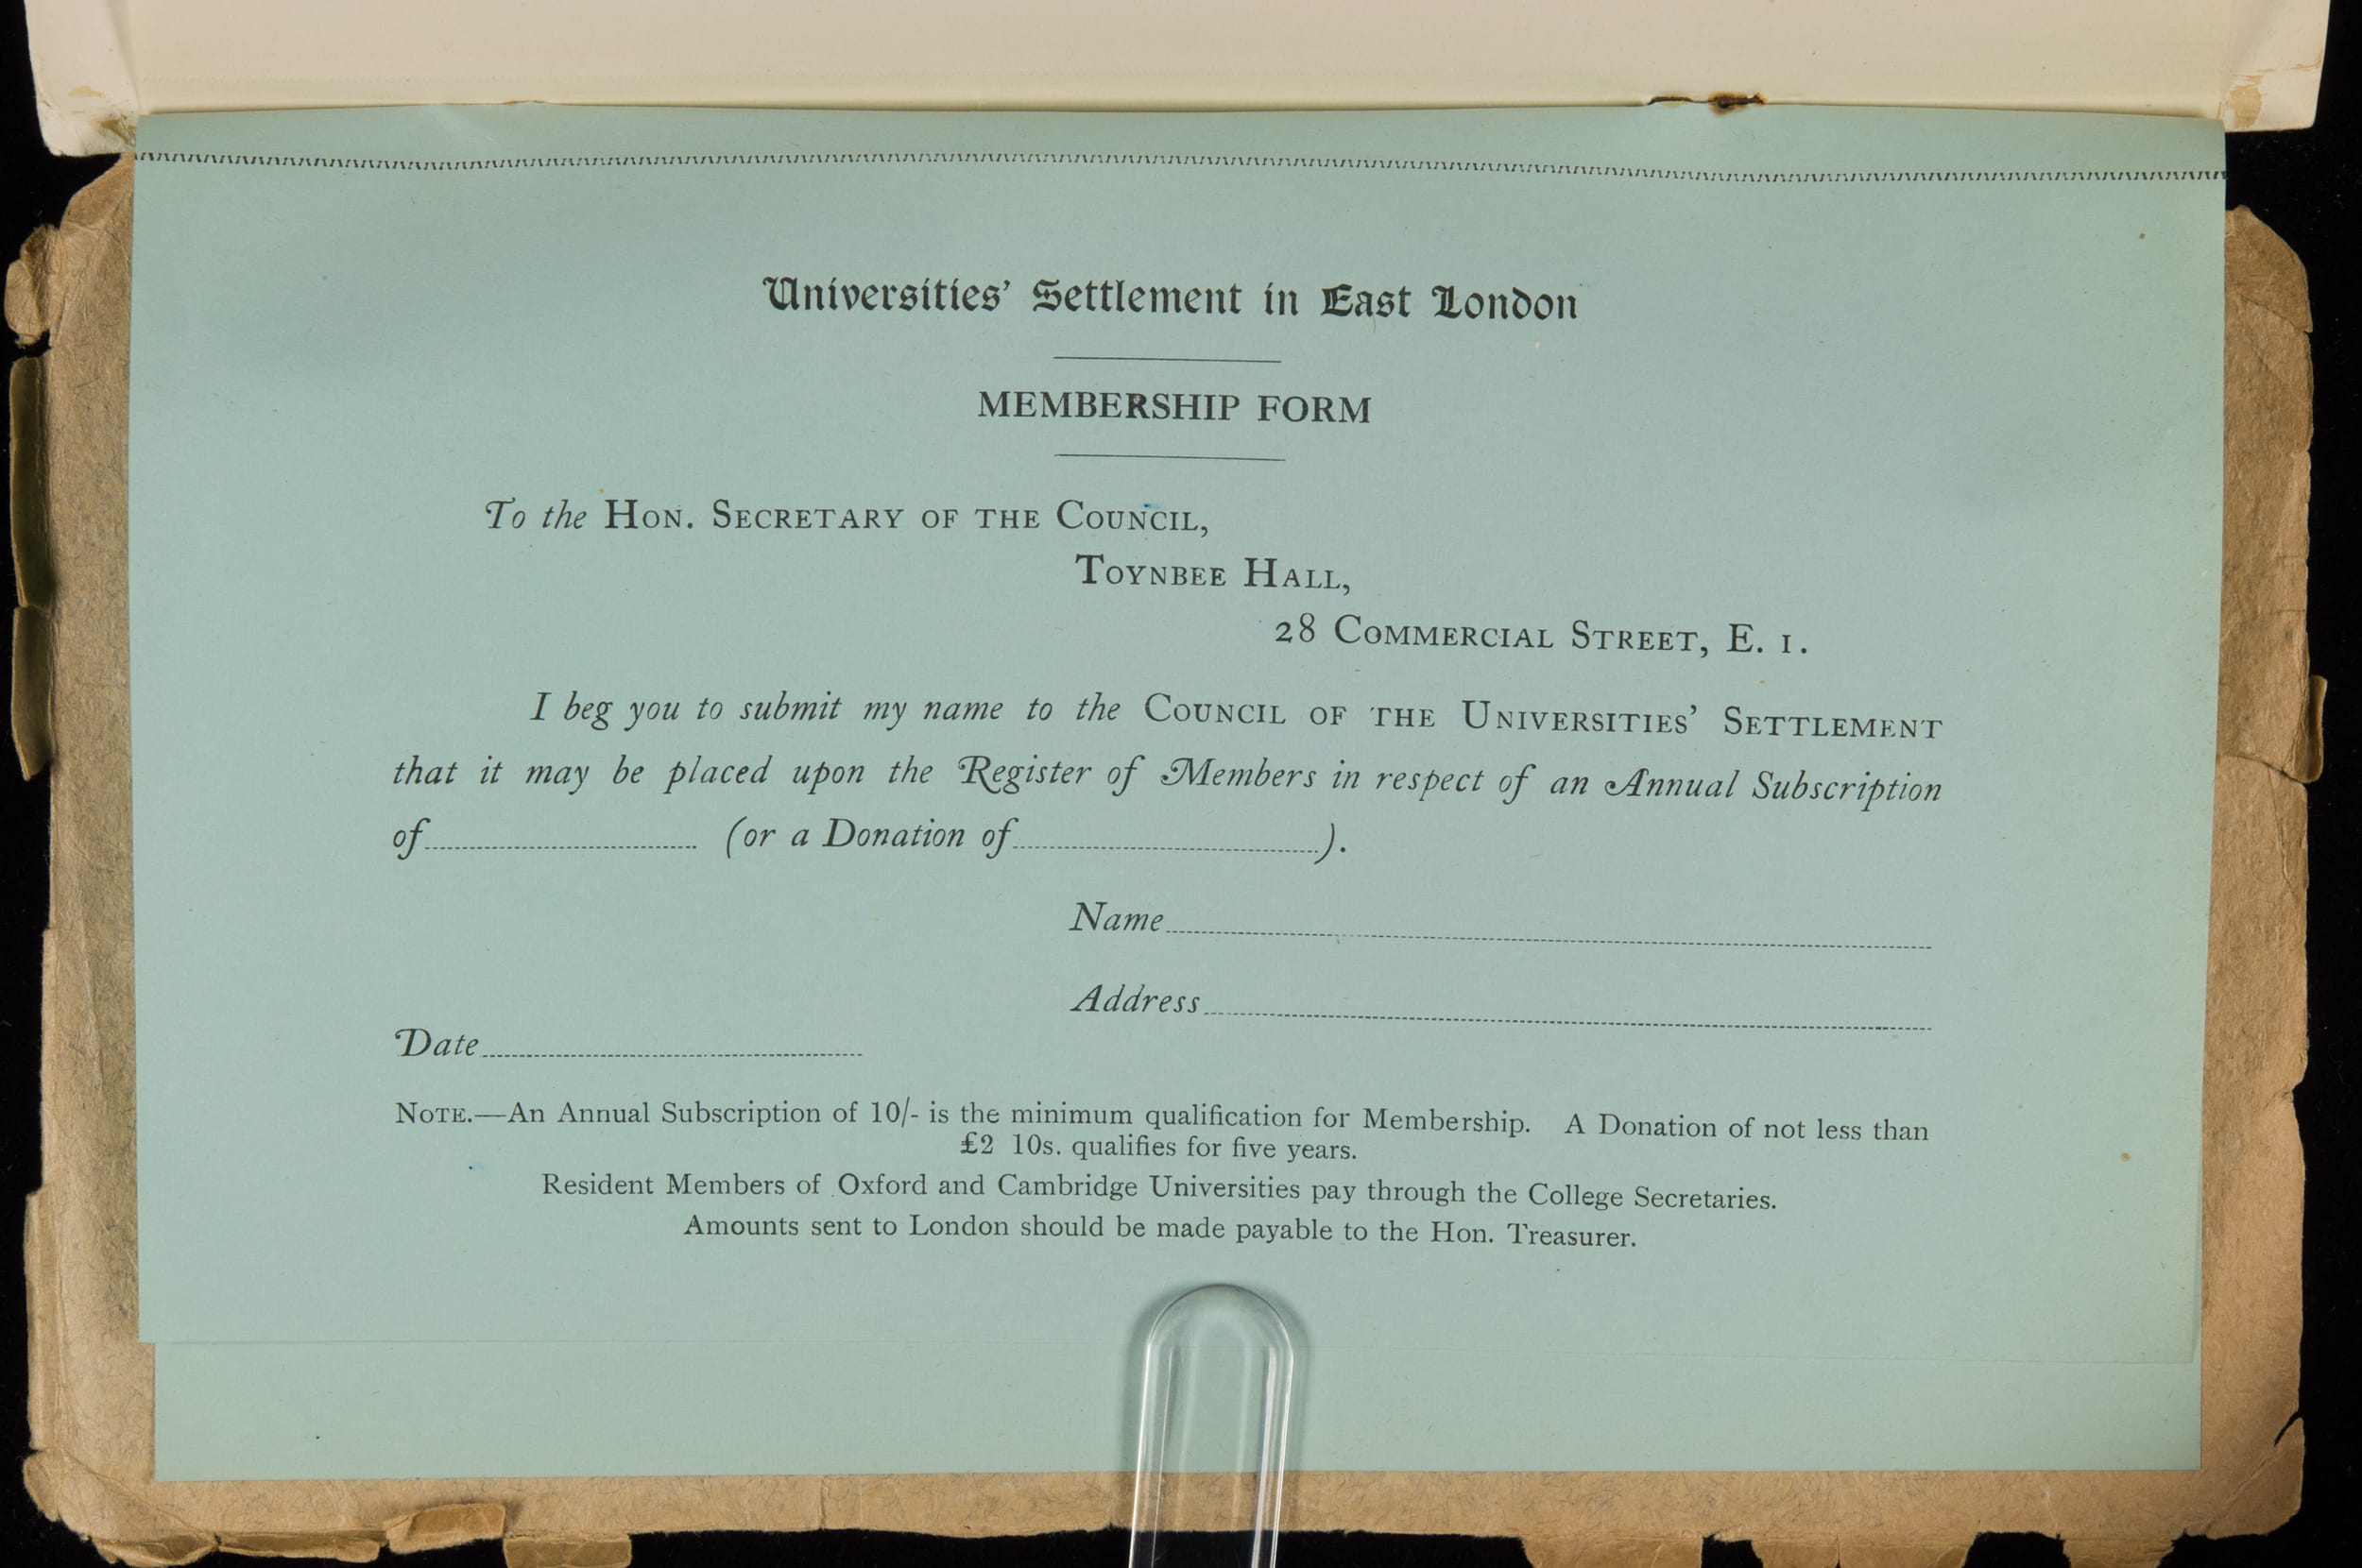 Universities' Settlement in East London
MEMBERSHIP FORM
To the HON. SECRETARY OF THE COUNCIL,
TOYNBEE HALL,
28 COMMERCIAL STREET, E. 1.
I beg you to submit my name to the COUNCIL OF THE UNIVERSITIES' SETTLEMENT
that it may be placed upon the Register of Members in respect of an Annual Subscription
of.............................. (or a Donation of..............................).
Name..............................
Address..............................
Date..............................
NOTE.—An Annual Subscription of 10/- is the minimum qualification for Membership. A Donation of not less than
£2 10s. qualifies for five years.
Resident Members of Oxford and Cambridge Universities pay through the College Secretaries.
Amounts sent to London should be made payable to the Hon. Treasurer.